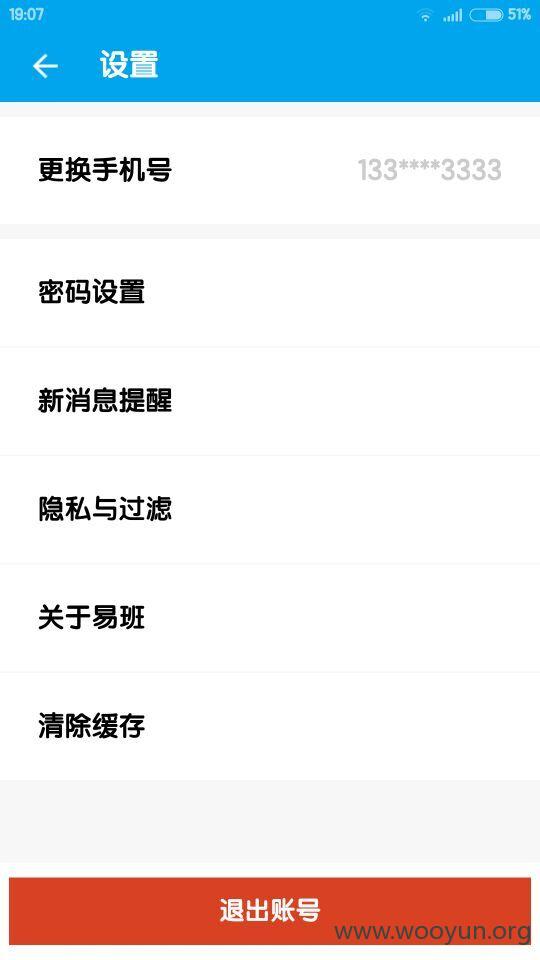 19:07 51%
设置
更换手机号 133****3333
密码设置
新消息提醒
隐私与过滤
关于易班
清除缓存
退出账号
www.wooyun.org